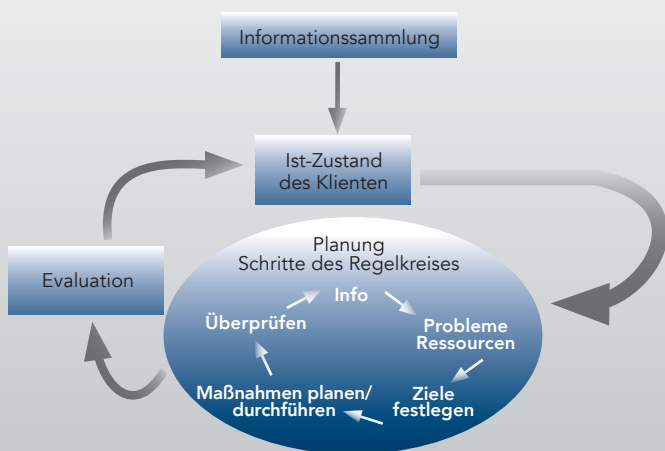 Informationssammlung
Ist-Zustand
des Klienten
Planung
Schritte des Regelkreises
Evaluation
Info
Überprüfen
Probleme
Ressourcen
Maßnahmen planen/
durchführen
Ziele
festlegen